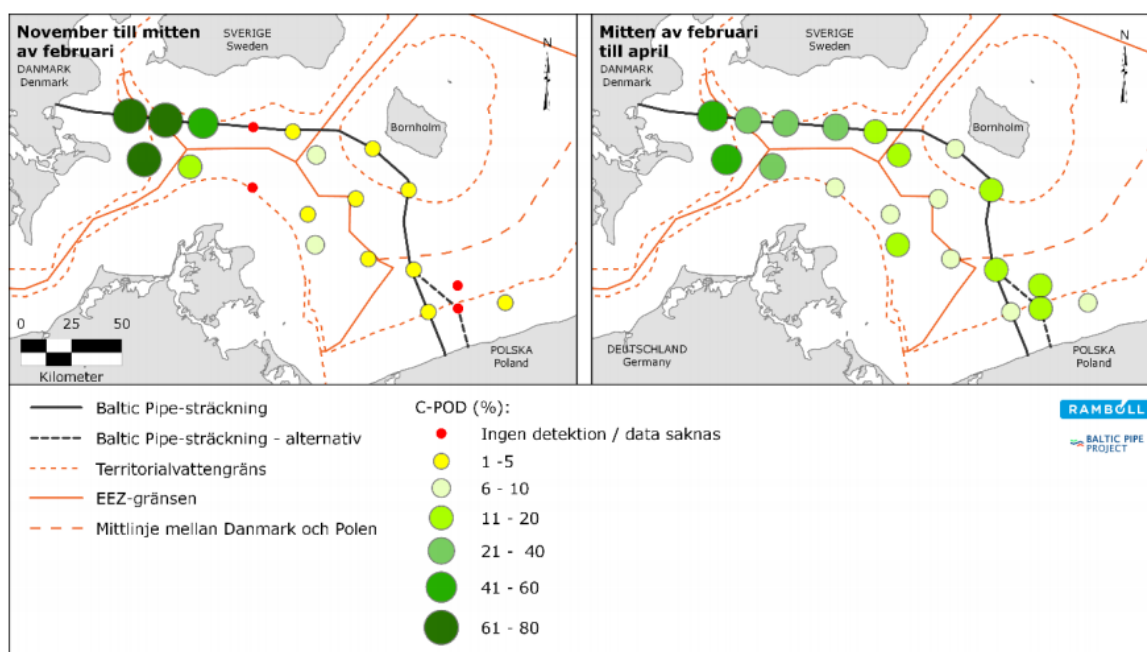 November till mitten
av februari
SVERIGE
Sweden
N
DANMARK
Denmark
Bornholm
0 25 50
Kilometer
POLSKA
Poland
Mitten av februari
till april
SVERIGE
Sweden
N
DANMARK
Denmark
Bornholm
DEUTSCHLAND
Germany
POLSKA
Poland
Baltic Pipe-sträckning
Baltic Pipe-sträckning - alternativ
Territorialvattengräns
EEZ-gränsen
Mittlinje mellan Danmark och Polen
C-POD (%):
Ingen detektion / data saknas
1 -5
6 - 10
11 - 20
21 - 40
41 - 60
61 - 80
RAMBOLL
BALTIC PIPE
PROJECT